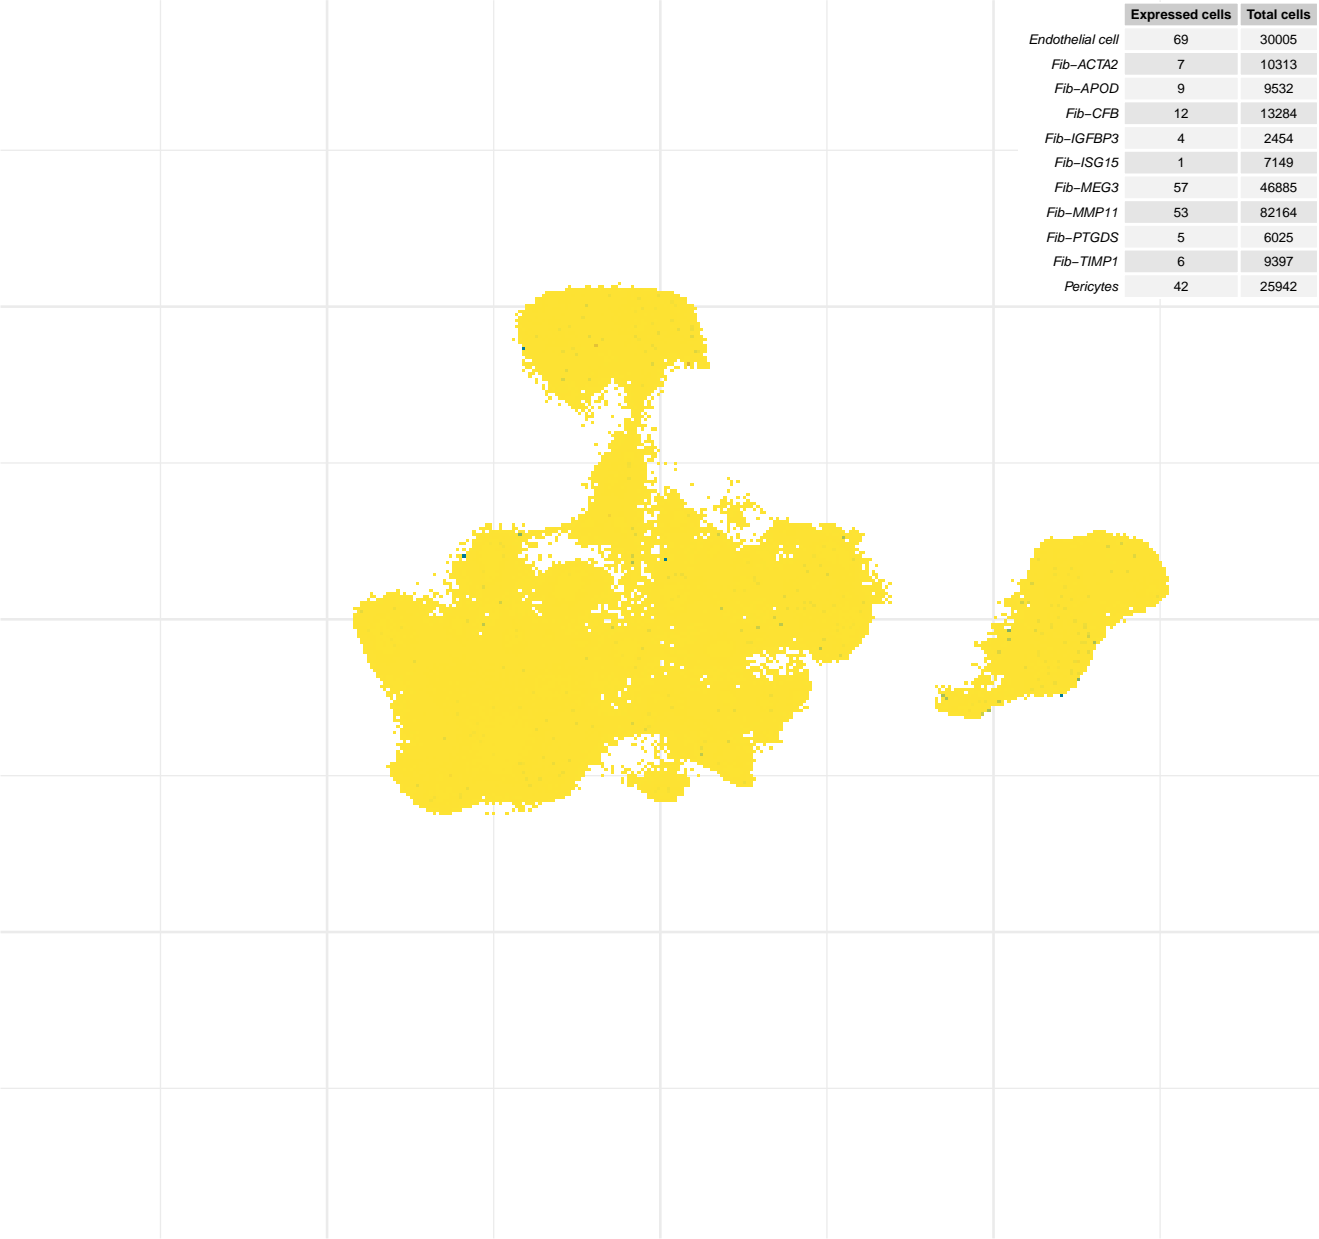 Expressed cells Total cells
Endothelial cell 69 30005
Fib−ACTA2 7 10313
Fib−APOD 9 9532
Fib−CFB 12 13284
Fib−IGFBP3 4 2454
Fib−ISG15 1 7149
Fib−MEG3 57 46885
Fib−MMP11 53 82164
Fib−PTGDS 5 6025
Fib−TIMP1 6 9397
Pericytes 42 25942